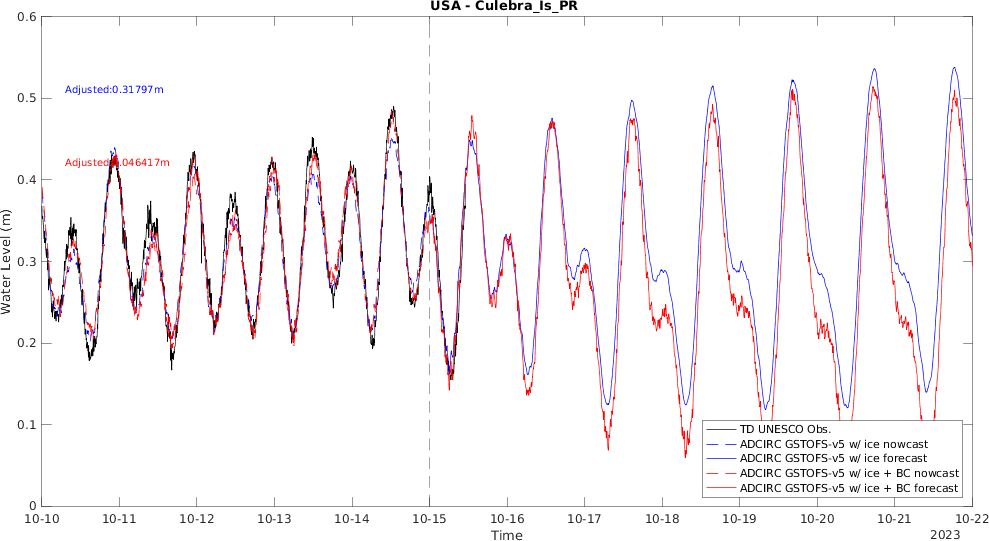 USA - Culebra_Is_PR
0.6
0.5
0.4
0.3
0.2
0.1
0
Water Level (m)
Adjusted:0.31797m
Adjusted:0.046417m
TD UNESCO Obs.
ADCIRC GSTOFS-v5 w/ ice nowcast
ADCIRC GSTOFS-v5 w/ ice forecast
ADCIRC GSTOFS-v5 w/ ice + BC nowcast
ADCIRC GSTOFS-v5 w/ ice + BC forecast
10-10 10-11 10-12 10-13 10-14 10-15 10-16 10-17 10-18 10-19 10-20 10-21 10-22
Time
2023